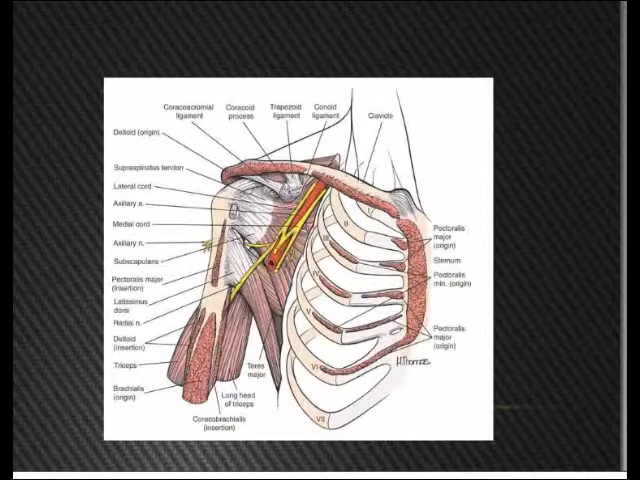 Coracoacromial
ligament
Coracoid
process
Trapezoid
ligament
Conoid
ligament
Clavicle
Deltoid (origin)
Supraspinatus tendon
Lateral cord
Axillary a.
Medial cord
Axillary n.
Subscapularis
Pectoralis major
(insertion)
Latissimus
dorsi
Radial n.
Deltoid
(insertion)
Triceps
Brachialis
(origin)
Coracobrachialis
(insertion)
Long head
of triceps
Teres
major
I
II
III
IV
V
VI
VII
Pectoralis
major
(origin)
Sternum
Pectoralis
min. (origin)
Pectoralis
major
(origin)